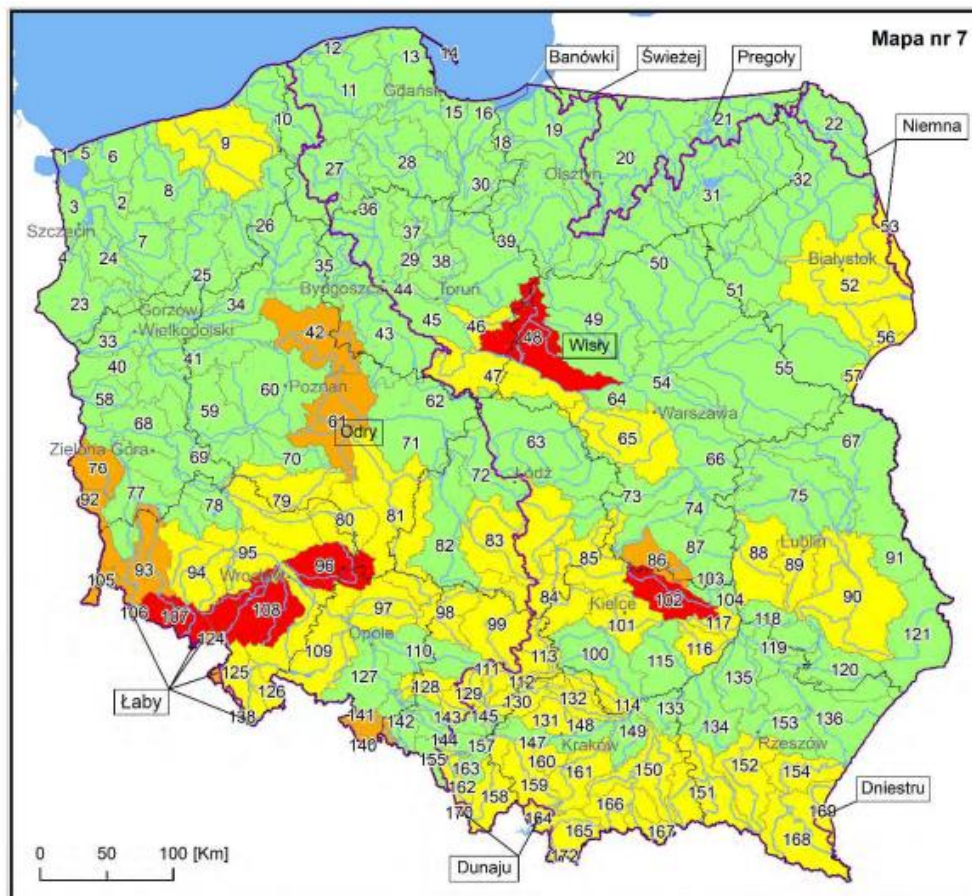 Mapa nr 7
12 13 14
Banówki Świeżej Pregoły
11 Gdańsk
15 16
10
18 19 21 22
Niemna
9
1 5 6
27 28 20
8
30 Olsztyn 31 32
3 2
36
Szczecin
26 37 39
53
7
4 24
29 38
50 Białystok
25 35
Bydgoszcz
44 Toruń
51 52
23
Gorzów
34
45 46
48 49
56
33 Wielkopolski
42 43
Wisły
41
47
40
54 55 57
60 Poznań
58 59
62
64
Warszawa
61
65
68
Odry
71
63
66 67
Zielona Góra
69 70
72 Łódź
76
92 77
78 79
73 74 75
80 81
83
82
85
86 87
88 Lublin
89
91
95
93 94
Wrocław
96
105
103
84
102 104
90
106 107
108
97 98
Kielce
101
117
118
124
99
121
Opole
109 110
113 100
116
119
115
120
Łaby
125
127
111
126
128 129
112
130 132
135
138
141
114 133
142 143 145
131 148
134 153 136
140
144
147 Kraków 149
Rzeszów
155 157
160
152
163
161 150
154
162
159
151
158
166
Dniestru
170
164
169
165
167 168
172
Dunaju
0 50 100 [Km]